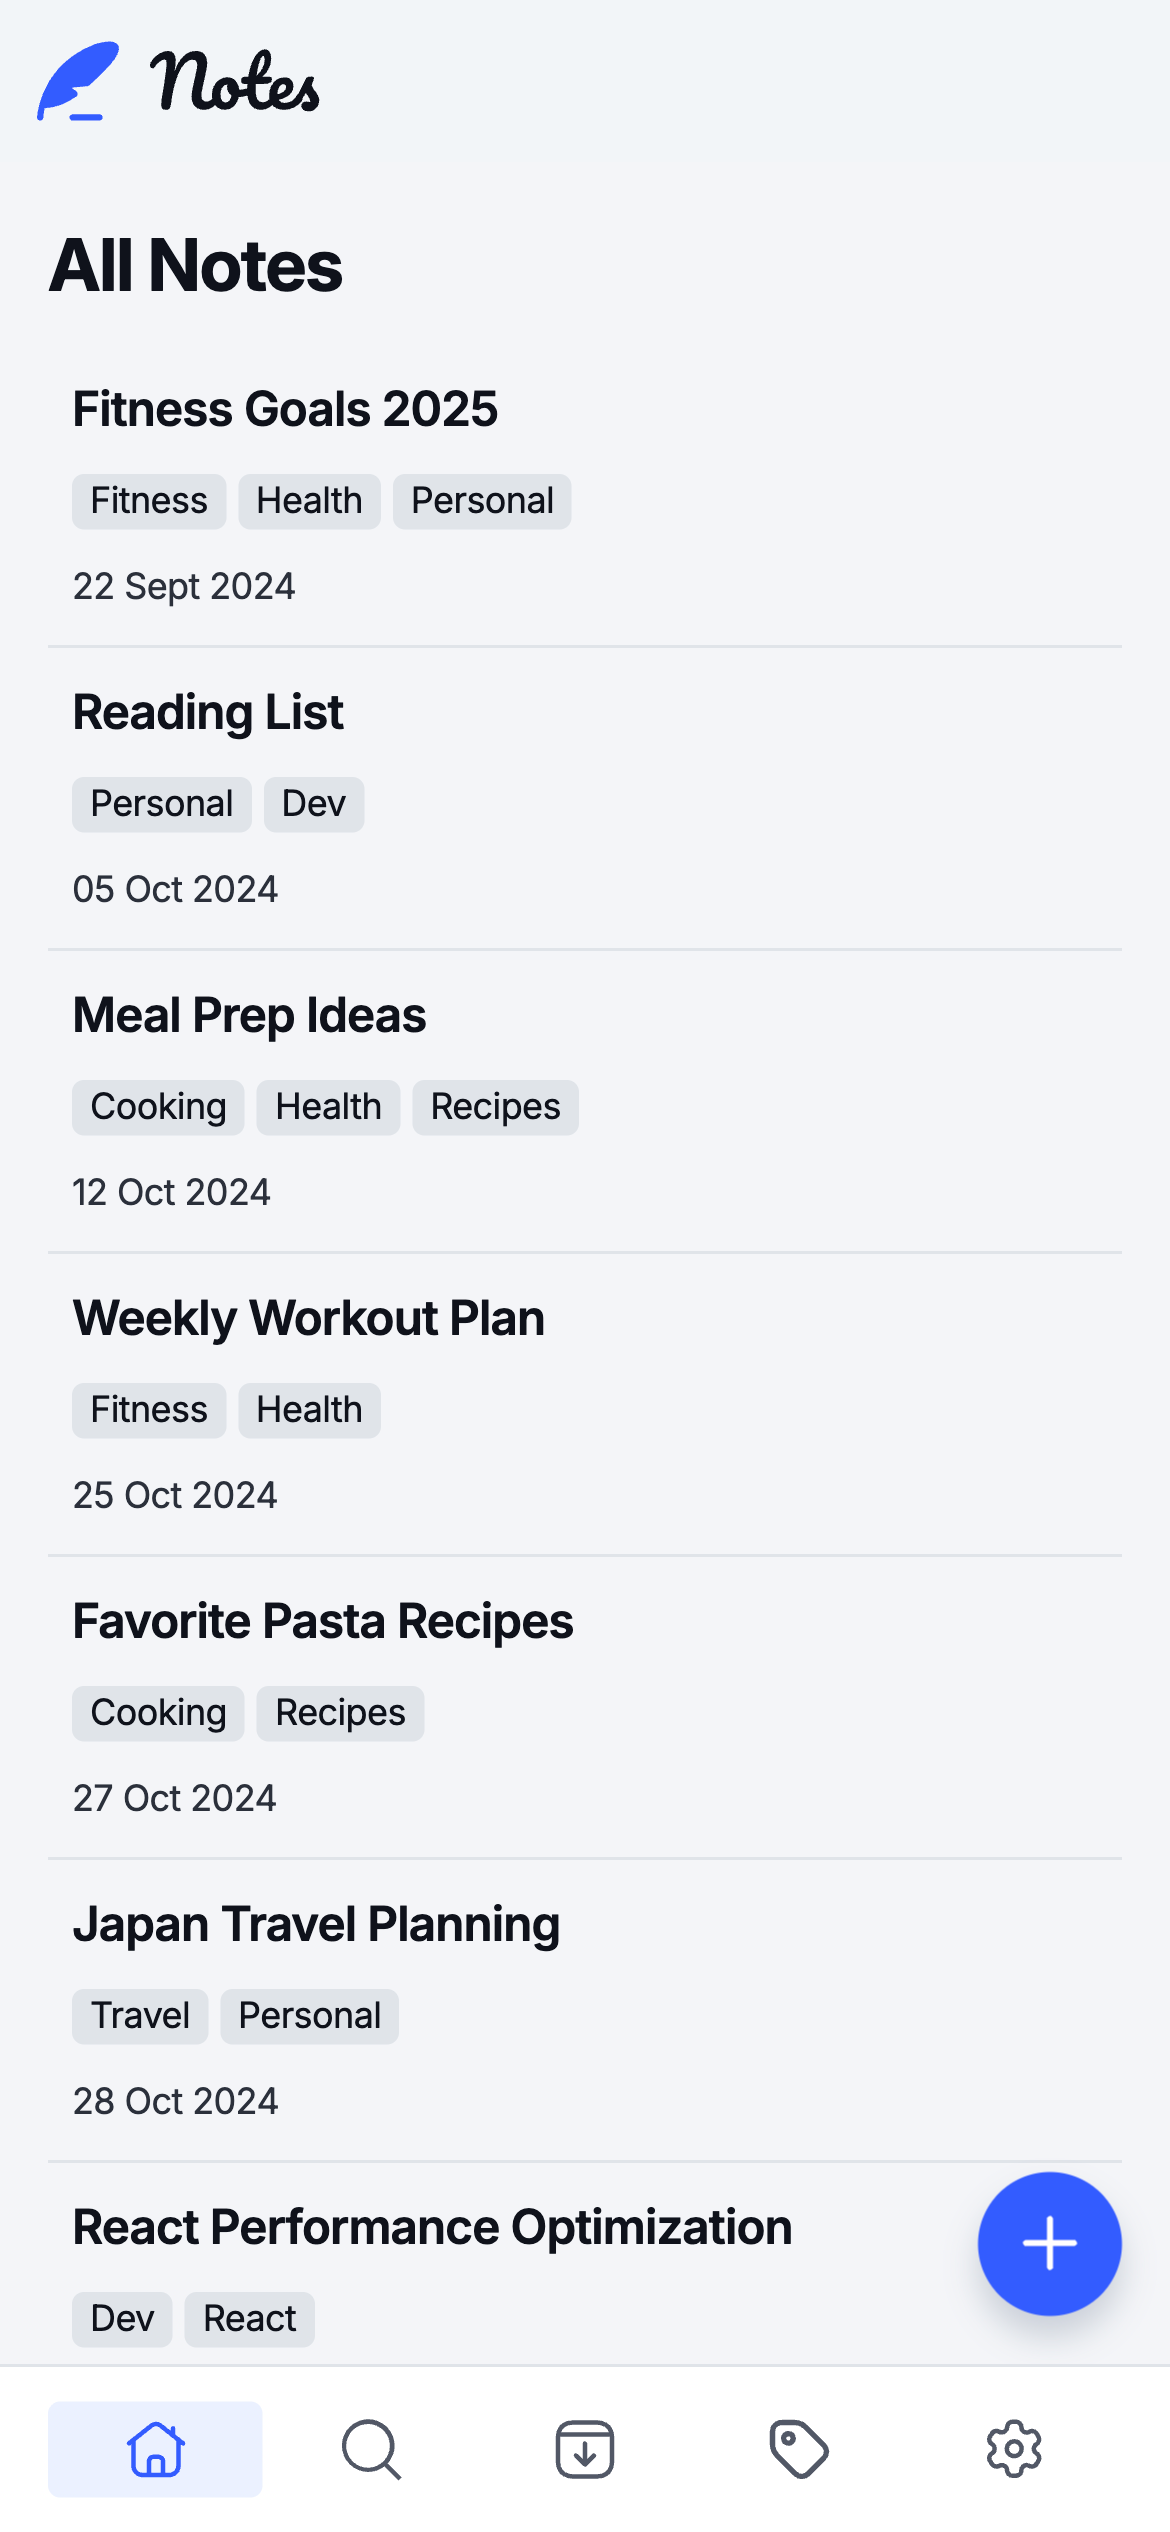 Notes
All Notes
Fitness Goals 2025
Fitness Health Personal
22 Sept 2024
Reading List
Personal Dev
05 Oct 2024
Meal Prep Ideas
Cooking Health Recipes
12 Oct 2024
Weekly Workout Plan
Fitness Health
25 Oct 2024
Favorite Pasta Recipes
Cooking Recipes
27 Oct 2024
Japan Travel Planning
Travel Personal
28 Oct 2024
React Performance Optimization
Dev React